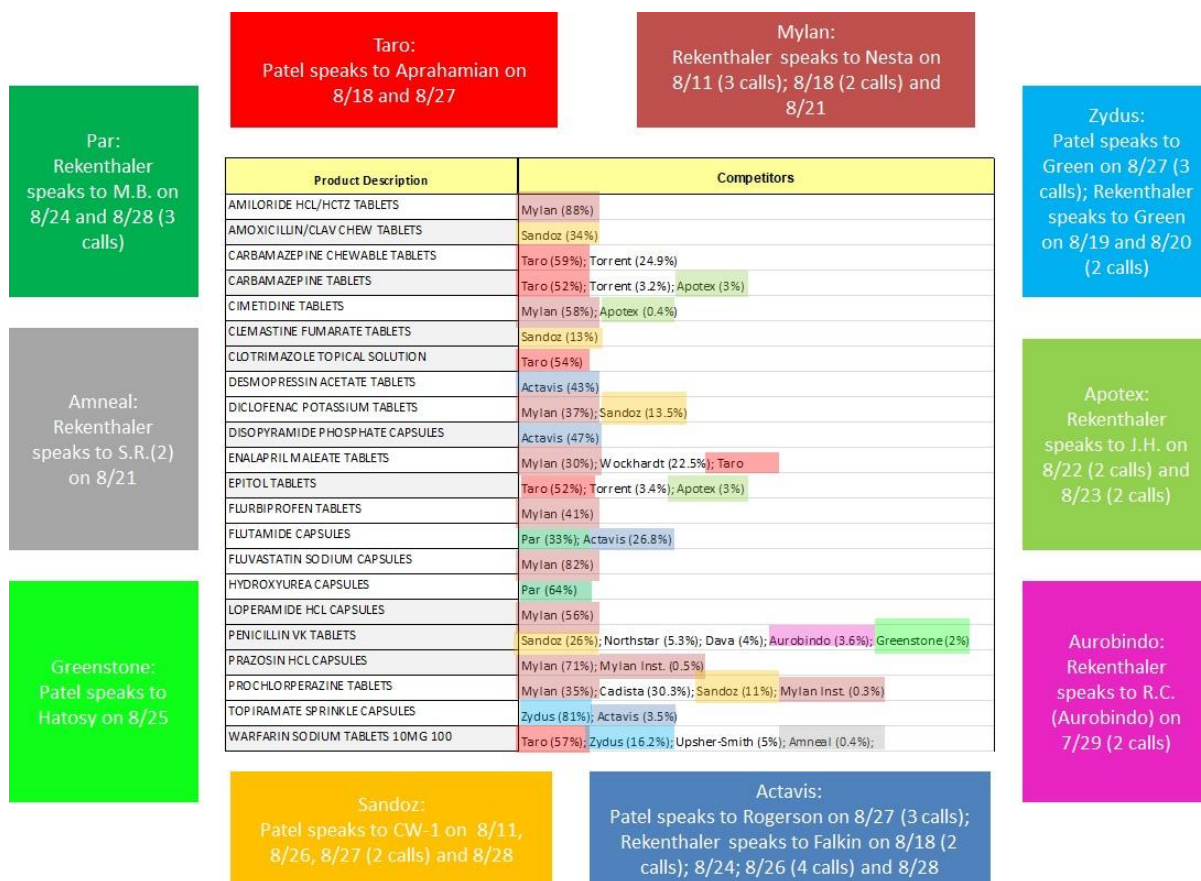 Taro:
Patel speaks to Aprahamian on
8/18 and 8/27
Mylan:
Rekenthaler speaks to Nesta on
8/11 (3 calls); 8/18 (2 calls) and
8/21
Par:
Rekenthaler
speaks to M.B. on
8/24 and 8/28 (3
calls)
Zydus:
Patel speaks to
Green on 8/27 (3
calls); Rekenthaler
speaks to Green
on 8/19 and 8/20
(2 calls)
Amneal:
Rekenthaler
speaks to S.R.(2)
on 8/21
Apotex:
Rekenthaler
speaks to J.H. on
8/22 (2 calls) and
8/23 (2 calls)
Greenstone:
Patel speaks to
Hatosy on 8/25
Aurobindo:
Rekenthaler
speaks to R.C.
(Aurobindo) on
7/29 (2 calls)
Product Description Competitors
AMILORIDE HCL/HCTZ TABLETS Mylan (88%)
AMOXICILLIN/CLAV CHEW TABLETS Sandoz (34%)
CARBAMAZEPINE CHEWABLE TABLETS Taro (59%); Torrent (24.9%)
CARBAMAZEPINE TABLETS Taro (52%); Torrent (3.2%); Apotex (3%)
CIMETIDINE TABLETS Mylan (58%); Apotex (0.4%)
CLEMASTINE FUMARATE TABLETS Sandoz (13%)
CLOTRIMAZOLE TOPICAL SOLUTION Taro (54%)
DESMOPRESSIN ACETATE TABLETS Actavis (43%)
DICLOFENAC POTASSIUM TABLETS Mylan (37%); Sandoz (13.5%)
DISOPYRAMIDE PHOSPHATE CAPSULES Actavis (47%)
ENALAPRIL MALEATE TABLETS Mylan (30%); Wockhardt (22.5%); Taro
EPITOL TABLETS Taro (52%); Torrent (3.4%); Apotex (3%)
FLURBIPROFEN TABLETS Mylan (41%)
FLUTAMIDE CAPSULES Par (33%); Actavis (26.8%)
FLUVASTATIN SODIUM CAPSULES Mylan (82%)
HYDROXYUREA CAPSULES Par (64%)
LOPERAMIDE HCL CAPSULES Mylan (56%)
PENICILLIN VK TABLETS Sandoz (26%); Northstar (5.3%); Dava (4%); Aurobindo (3.6%); Greenstone (2%)
PRAZOSIN HCL CAPSULES Mylan (71%); Mylan Inst. (0.5%)
PROCHLORPERAZINE TABLETS Mylan (35%); Cadista (30.3%); Sandoz (11%); Mylan Inst. (0.3%)
TOPIRAMATE SPRINKLE CAPSULES Zydus (81%); Actavis (3.5%)
WARFARIN SODIUM TABLETS 10MG 100 Taro (57%); Zydus (16.2%); Upsher-Smith (5%); Amneal (0.4%);
Sandoz:
Patel speaks to CW-1 on 8/11,
8/26, 8/27 (2 calls) and 8/28
Actavis:
Patel speaks to Rogerson on 8/27 (3 calls);
Rekenthaler speaks to Falkin on 8/18 (2
calls); 8/24; 8/26 (4 calls) and 8/28